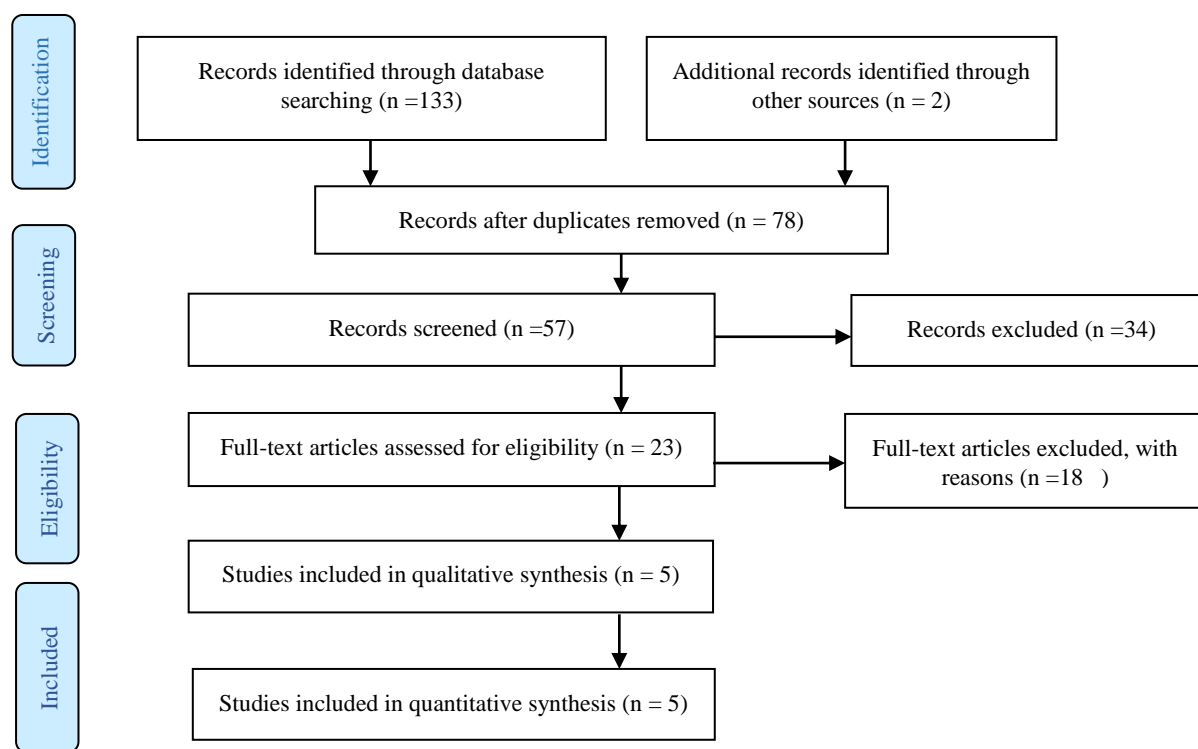 Identification
Records identified through database
searching (n =133)
Additional records identified through
other sources (n = 2)
Records after duplicates removed (n = 78)
Screening
Records screened (n =57)
Records excluded (n =34)
Eligibility
Full-text articles assessed for eligibility (n = 23)
Full-text articles excluded, with
reasons (n =18   )
Studies included in qualitative synthesis (n = 5)
Included
Studies included in quantitative synthesis (n = 5)